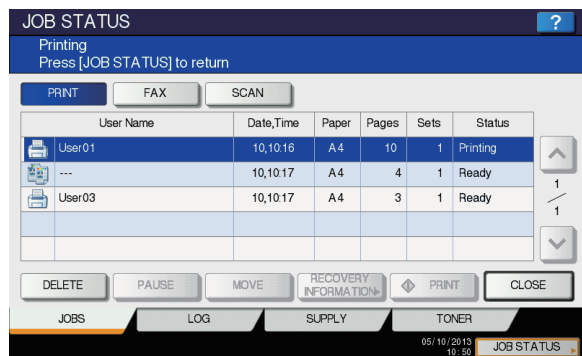 JOB STATUS
?
Printing
Press [JOB STATUS] to return
PRINT FAX SCAN
User Name Date,Time Paper Pages Sets Status
User01 10,10:16 A4 10 1 Printing
--- 10,10:17 A4 4 1 Ready
User03 10,10:17 A4 3 1 Ready
1
1
DELETE PAUSE MOVE RECOVERY INFORMATION PRINT CLOSE
JOBS LOG SUPPLY TONER
05/10/2013
10:50
JOB STATUS